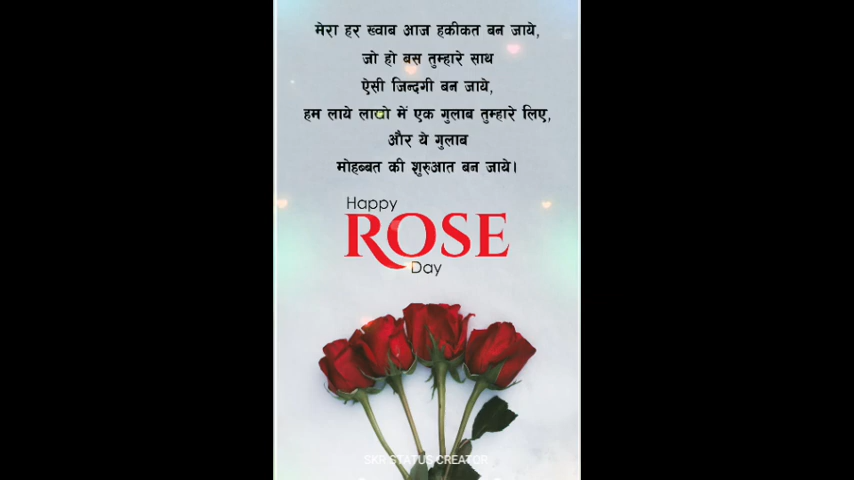 मेरा हर ख्वाब आज हकीकत बन जाये,
जो हो बस तुम्हारे साथ
ऐसी जिन्दगी बन जाये,
हम लाये लाखो में एक गुलाब तुम्हारे लिए,
और ये गुलाब
मोहब्बत की शुरुआत बन जाये।
Happy
ROSE
Day
SKR STATUS CREATOR